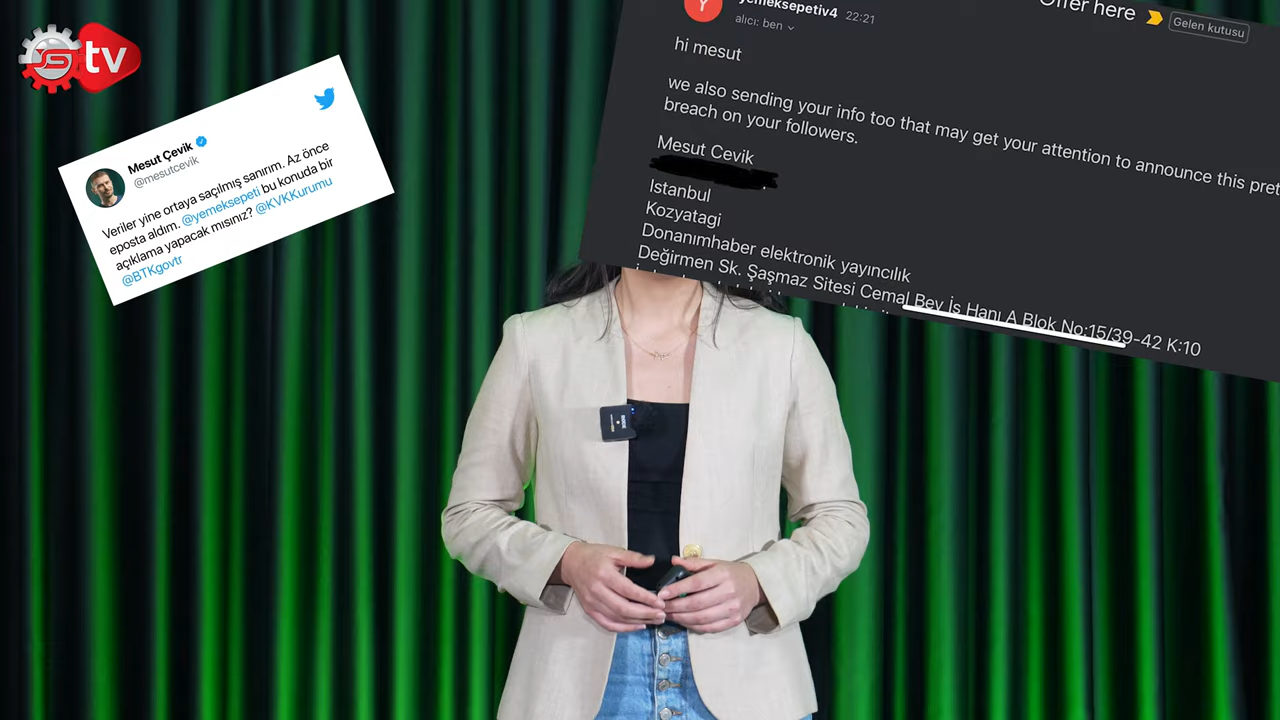 YS tv
Mesut Çevik
@mesutcevik
Veriler yine ortaya saçılmış sanırım. Az önce
eposta aldım. @yemeksepeti bu konuda bir
açıklama yapacak mısınız? @KVKKurumu
@BTKgovtr
Offer here Gelen kutusu
Y yemeksepetiv4 22:21
alıcı: ben
hi mesut
we also sending your info too that may get your attention to announce this pret
breach on your followers.
Mesut Cevik
Istanbul
Kozyatagi
Donanımhaber elektronik yayıncılık
Değirmen Sk. Şaşmaz Sitesi Cemal Bey İş Hanı A Blok No:15/39-42 K:10